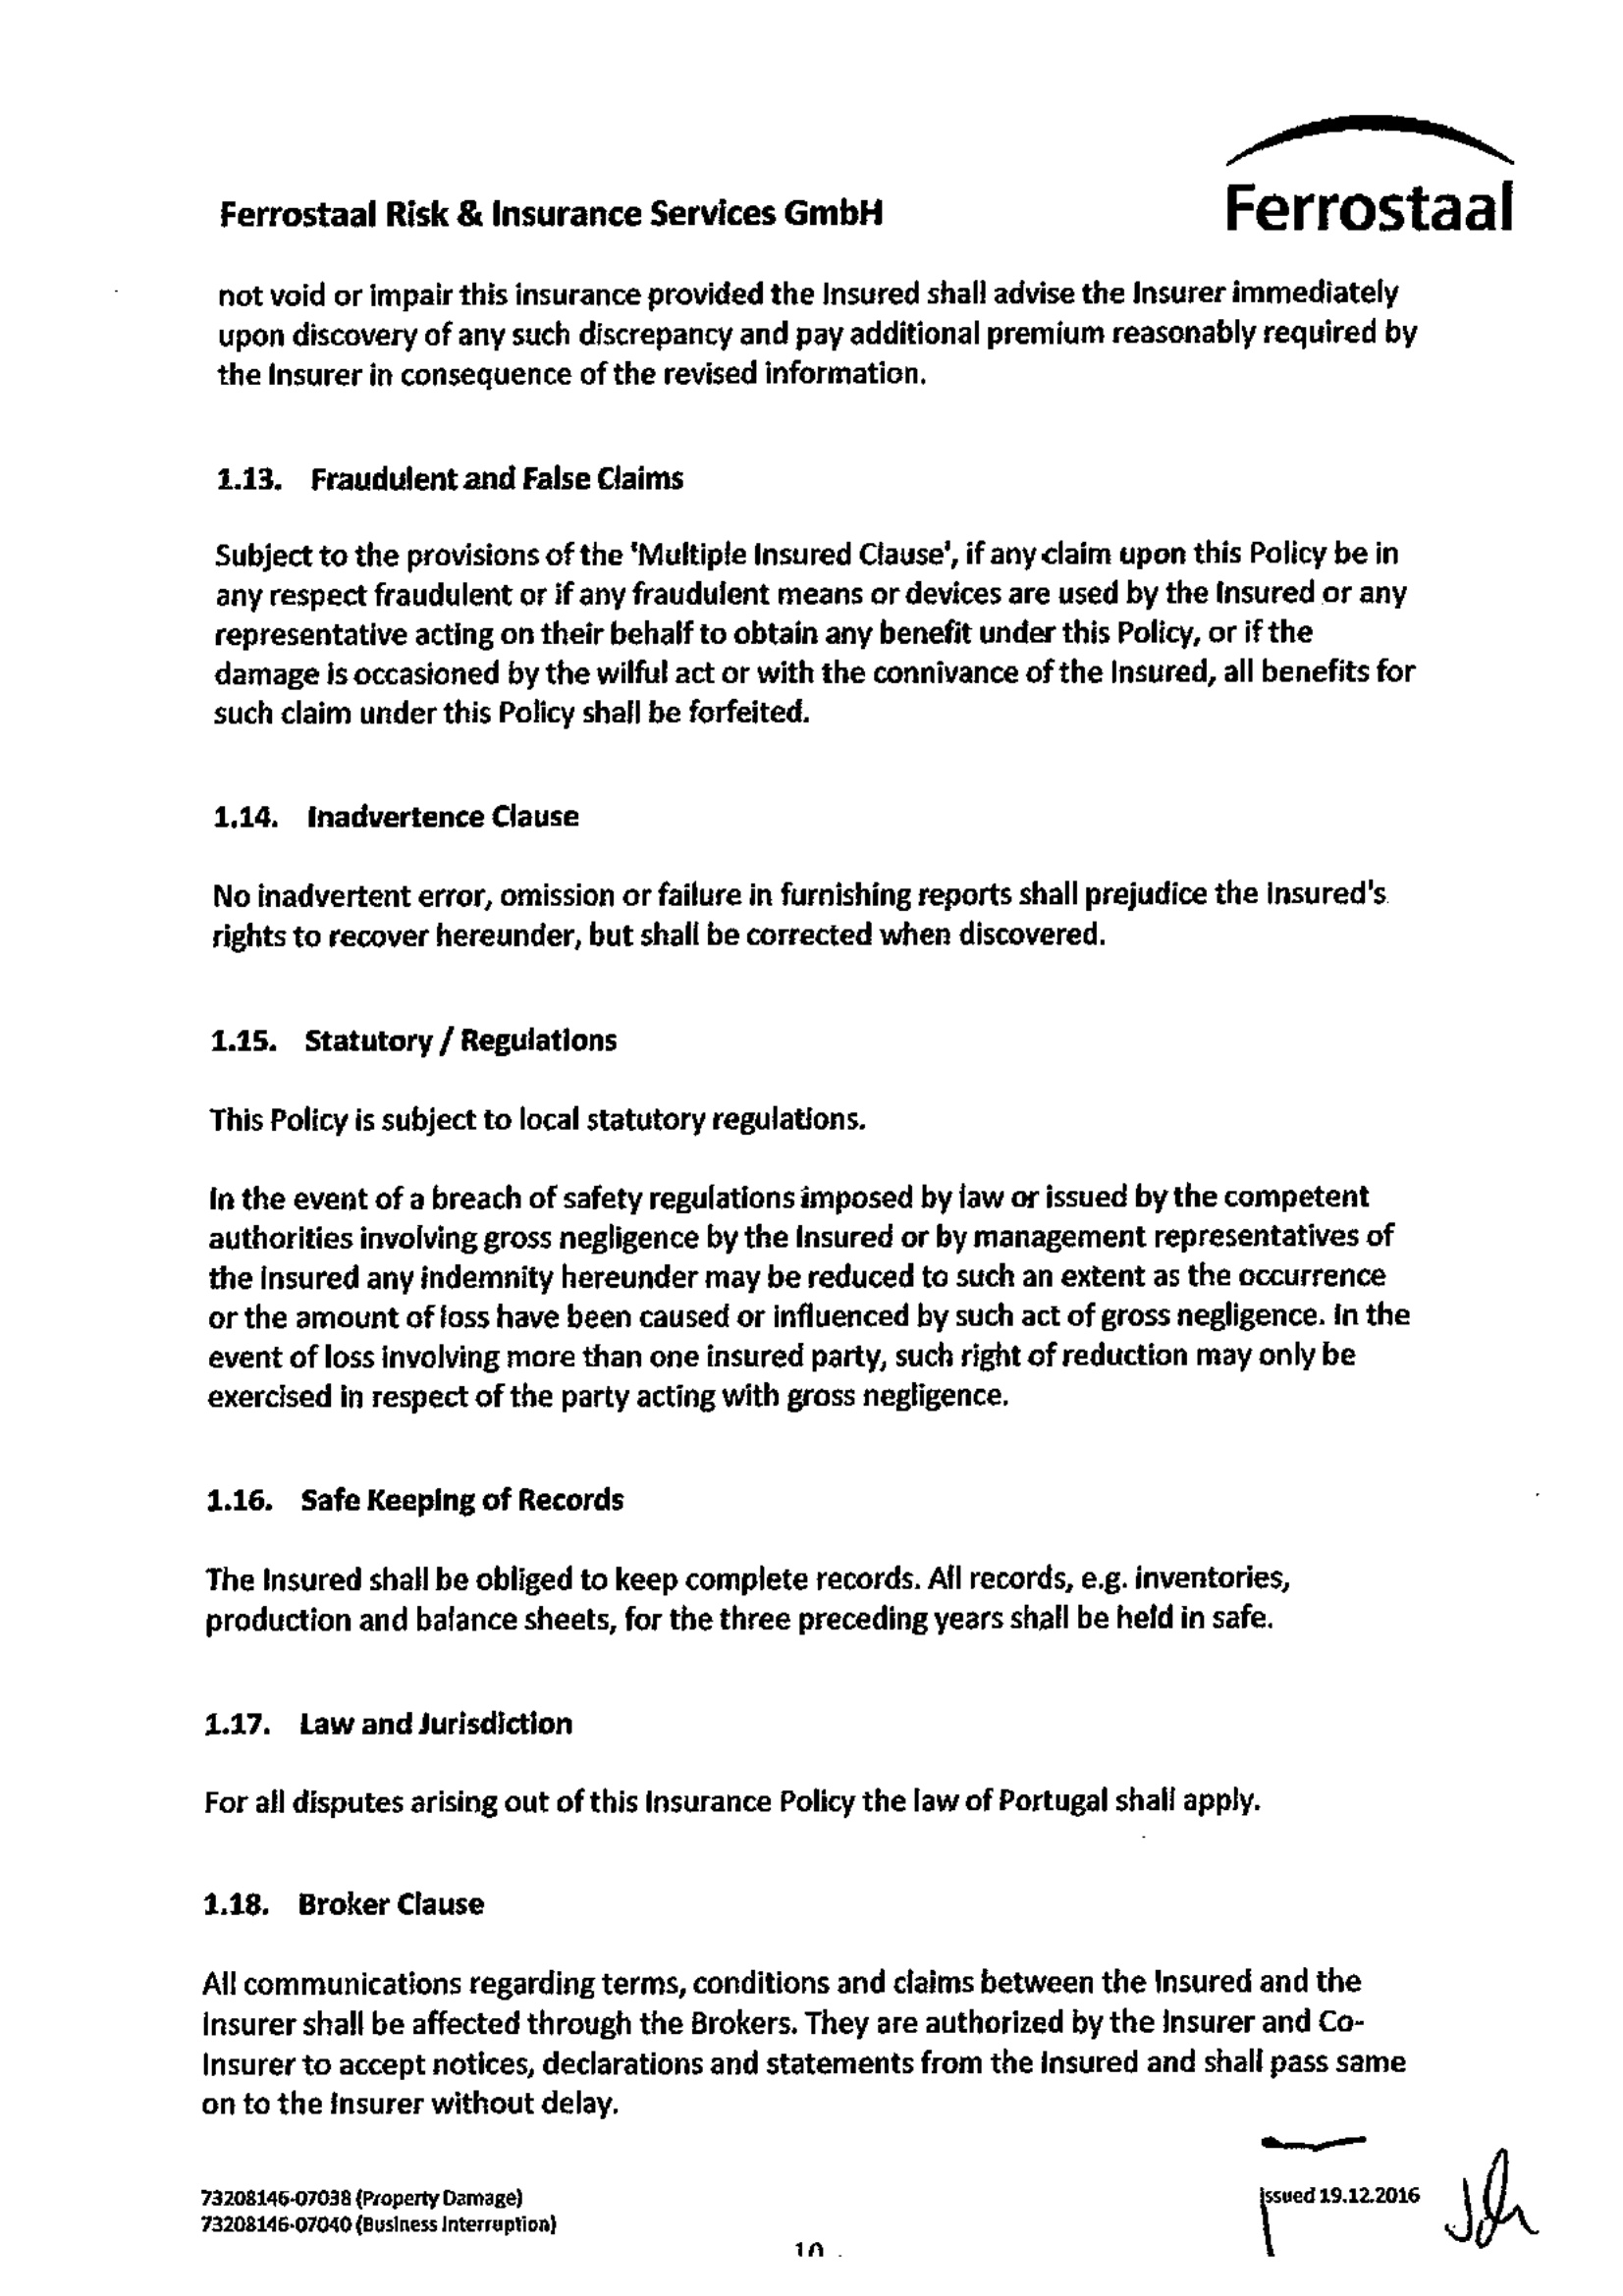 Ferrostaal
Ferrostaal Risk & Insurance Services GmbH
not void or impair this insurance provided the Insured shall advise the Insurer immediately
upon discovery of any such discrepancy and pay additional premium reasonably required by
the Insurer in consequence of the revised information.
1.13. Fraudulent and False Claims
Subject to the provisions of the 'Multiple Insured Clause', if any claim upon this Policy be in
any respect fraudulent or if any fraudulent means or devices are used by the Insured or any
representative acting on their behalf to obtain any benefit under this Policy, or if the
damage is occasioned by the wilful act or with the connivance of the Insured, all benefits for
such claim under this Policy shall be forfeited.
1.14. Inadvertence Clause
No inadvertent error, omission or failure in furnishing reports shall prejudice the Insured's
rights to recover hereunder, but shall be corrected when discovered.
1.15. Statutory / Regulations
This Policy is subject to local statutory regulations.
In the event of a breach of safety regulations imposed by law or issued by the competent
authorities involving gross negligence by the Insured or by management representatives of
the Insured any indemnity hereunder may be reduced to such an extent as the occurrence
or the amount of loss have been caused or influenced by such act of gross negligence. In the
event of loss involving more than one insured party, such right of reduction may only be
exercised in respect of the party acting with gross negligence.
1.16. Safe Keeping of Records
The Insured shall be obliged to keep complete records. All records, e.g. inventories,
production and balance sheets, for the three preceding years shall be held in safe.
1.17. Law and Jurisdiction
For all disputes arising out of this Insurance Policy the law of Portugal shall apply.
1.18. Broker Clause
All communications regarding terms, conditions and claims between the Insured and the
Insurer shall be affected through the Brokers. They are authorized by the Insurer and Co-
Insurer to accept notices, declarations and statements from the Insured and shall pass same
on to the Insurer without delay.
73208146-07038 (Property Damage)
73208146-07040 (Business Interruption)
issued 19.12.2016
10